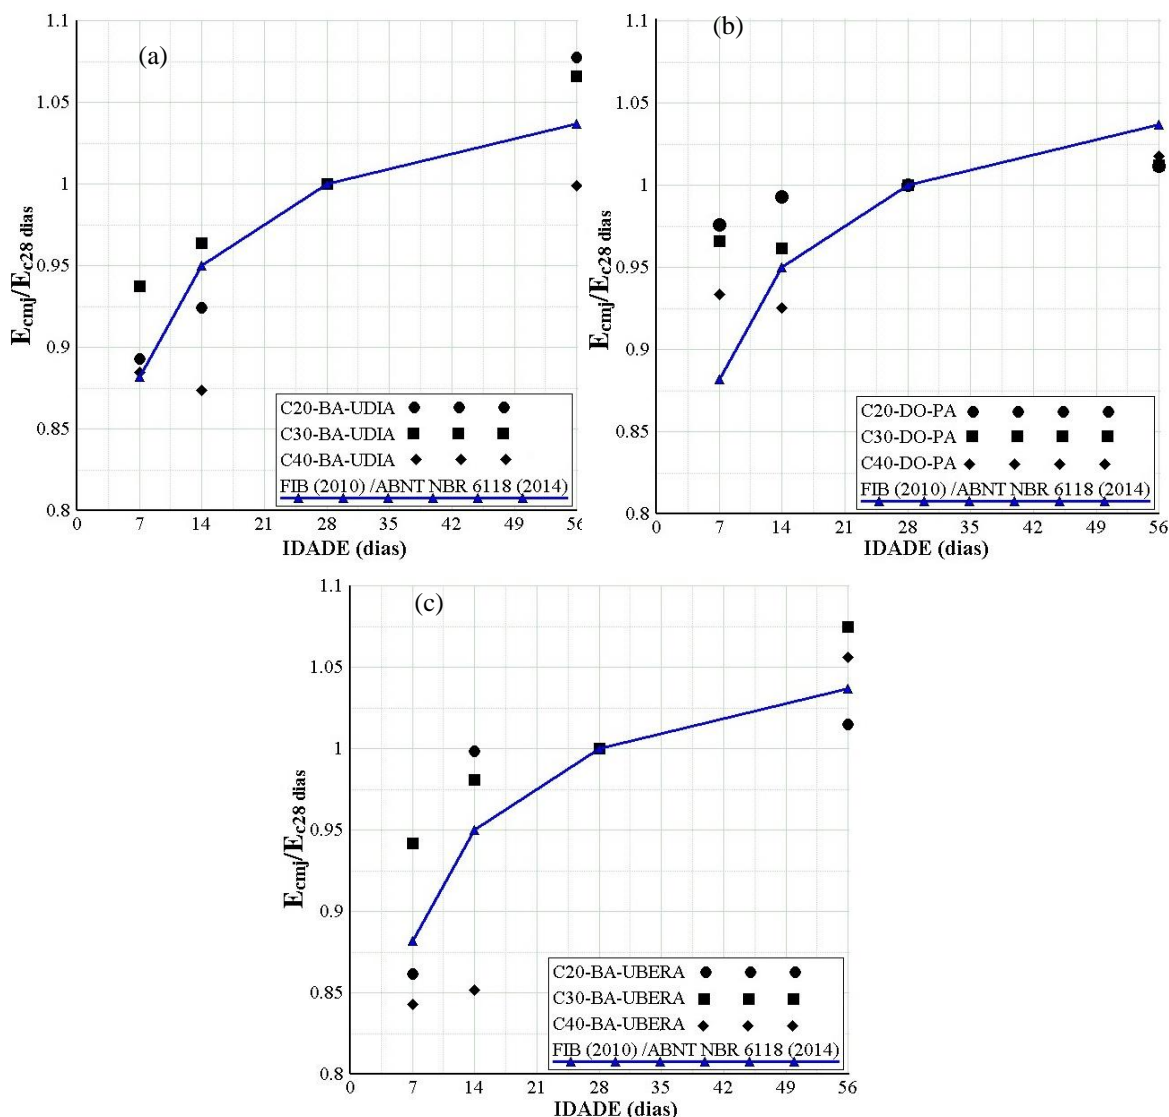 (a)
1.1
1.05
1
0.95
0.9
0.85
0.8
Ecmj/Ec28 dias
C20-BA-UDIA
C30-BA-UDIA
C40-BA-UDIA
FIB (2010) /ABNT NBR 6118 (2014)
0 7 14 21 28 35 42 49 56
IDADE (dias)
(b)
1.1
1.05
1
0.95
0.9
0.85
0.8
Ecmj/Ec28 dias
C20-DO-PA
C30-DO-PA
C40-DO-PA
FIB (2010) /ABNT NBR 6118 (2014)
0 7 14 21 28 35 42 49 56
IDADE (dias)
(c)
1.1
1.05
1
0.95
0.9
0.85
0.8
Ecmj/Ec28 dias
C20-BA-UBERA
C30-BA-UBERA
C40-BA-UBERA
FIB (2010) /ABNT NBR 6118 (2014)
0 7 14 21 28 35 42 49 56
IDADE (dias)